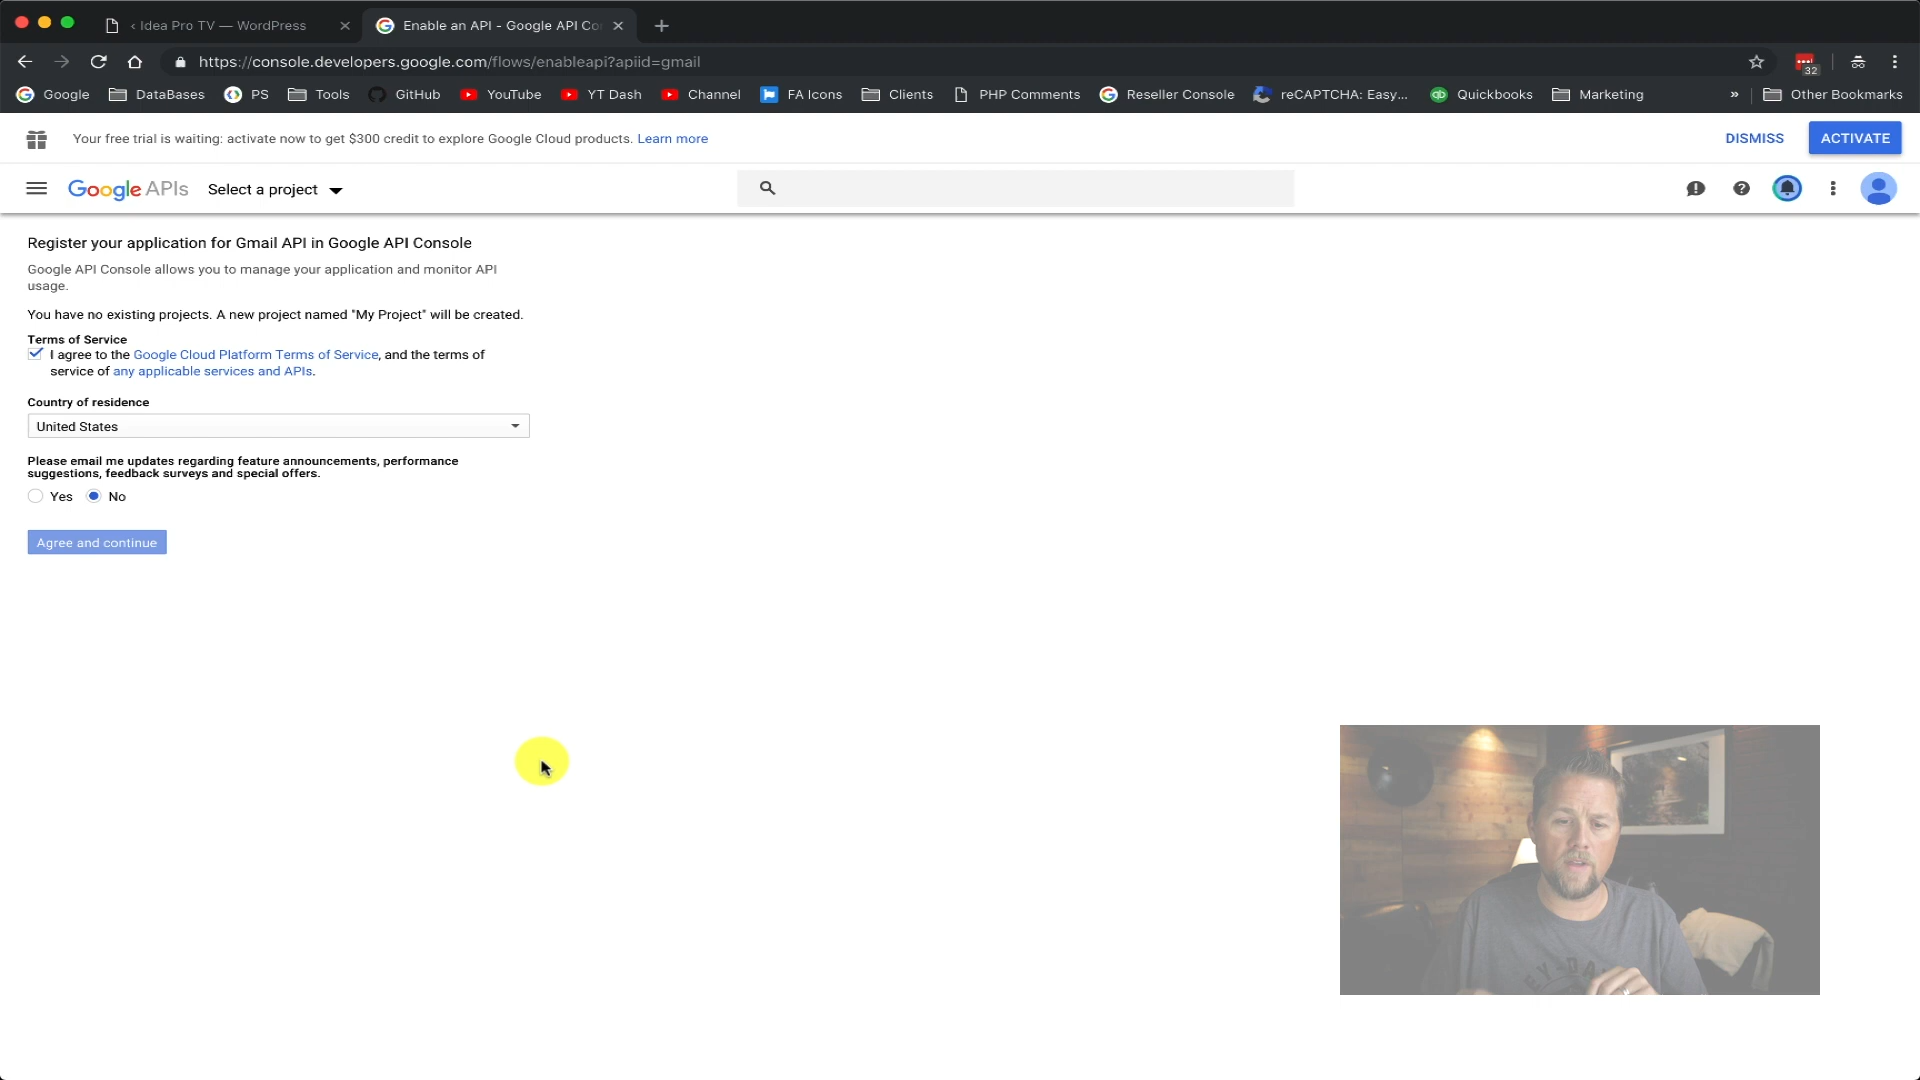 ‹ Idea Pro TV — WordPress
Enable an API - Google API Co
https://console.developers.google.com/flows/enableapi?apiid=gmail
32
Google DataBases PS Tools GitHub YouTube YT Dash Channel FA Icons Clients PHP Comments Reseller Console reCAPTCHA: Easy... Quickbooks Marketing » Other Bookmarks
Your free trial is waiting: activate now to get $300 credit to explore Google Cloud products. Learn more
DISMISS
ACTIVATE
Google APIs Select a project
Register your application for Gmail API in Google API Console
Google API Console allows you to manage your application and monitor API
usage.
You have no existing projects. A new project named "My Project" will be created.
Terms of Service
I agree to the Google Cloud Platform Terms of Service, and the terms of
service of any applicable services and APIs.
Country of residence
United States
Please email me updates regarding feature announcements, performance
suggestions, feedback surveys and special offers.
Yes No
Agree and continue